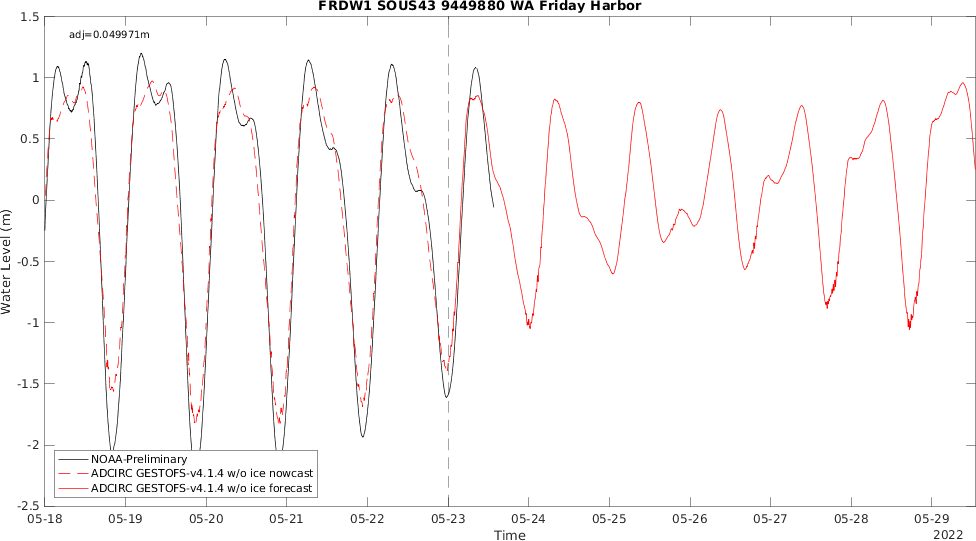 FRDW1 SOUS43 9449880 WA Friday Harbor
adj=0.049971m
1.5
1
0.5
0
-0.5
-1
-1.5
-2
-2.5
Water Level (m)
NOAA-Preliminary
ADCIRC GESTOFS-v4.1.4 w/o ice nowcast
ADCIRC GESTOFS-v4.1.4 w/o ice forecast
05-18 05-19 05-20 05-21 05-22 05-23 05-24 05-25 05-26 05-27 05-28 05-29
Time
2022